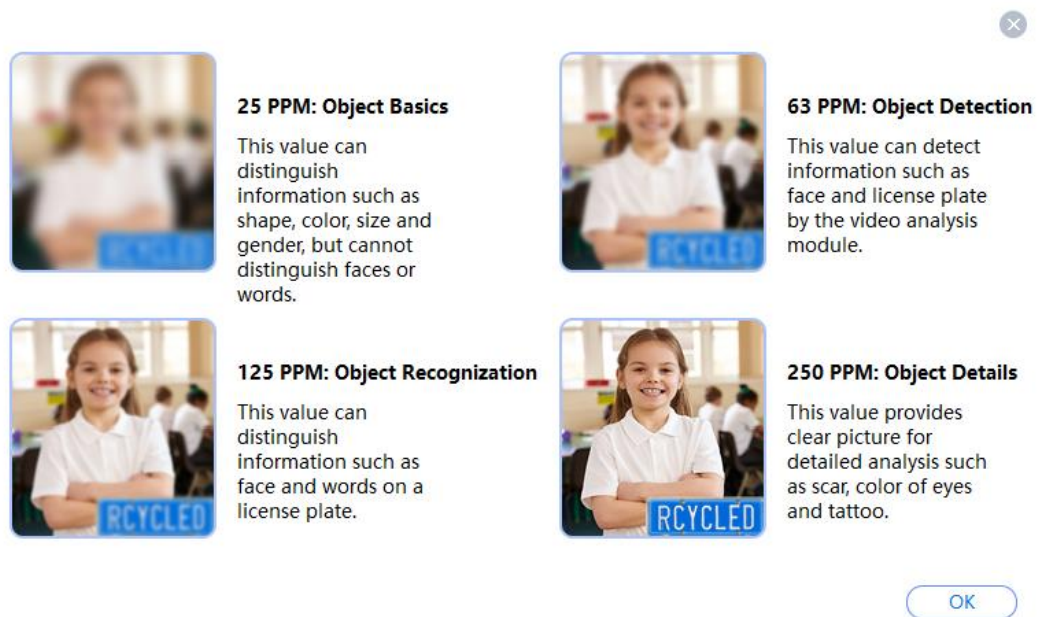 25 PPM: Object Basics
This value can
distinguish
information such as
shape, color, size and
gender, but cannot
distinguish faces or
words.
RCYCLED
63 PPM: Object Detection
This value can detect
information such as
face and license plate
by the video analysis
module.
RCYCLED
125 PPM: Object Recognization
This value can
distinguish
information such as
face and words on a
license plate.
RCYCLED
250 PPM: Object Details
This value provides
clear picture for
detailed analysis such
as scar, color of eyes
and tattoo.
RCYCLED
OK